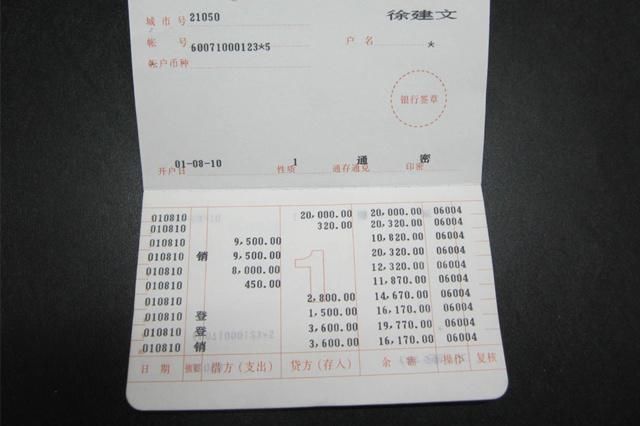 城市号 21050 徐建文
帐 号 60071000123*5 户 名 *
帐户币种
银行签章
01-08-10 1 通 密
开户日 性质 通存通兑 印密
010810 20,000.00 20,000.00 06004
010810 320.00 20,320.00 06004
010810 9,500.00 10,820.00 06004
010810 销 9,500.00 20,320.00 06004
010810 8,000.00 12,320.00 06004
010810 450.00 11,870.00 06004
010810 2,800.00 14,670.00 06004
010810 登 1,500.00 16,170.00 06004
010810 登 3,600.00 19,770.00 06004
010810 销 3,600.00 16,170.00 06004
1
日 期 摘要 借方(支出) 贷方(存入) 余 额 操作 复核